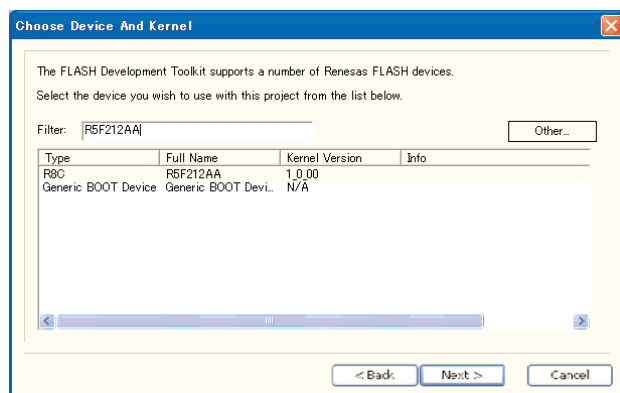 Choose Device And Kernel
The FLASH Development Toolkit supports a number of Renesas FLASH devices.
Select the device you wish to use with this project from the list below.
Filter: R5F212AA Other...
Type Full Name Kernel Version Info
R8C R5F212AA 1_0_00
Generic BOOT Device Generic BOOT Devi... N/A
< Back Next > Cancel